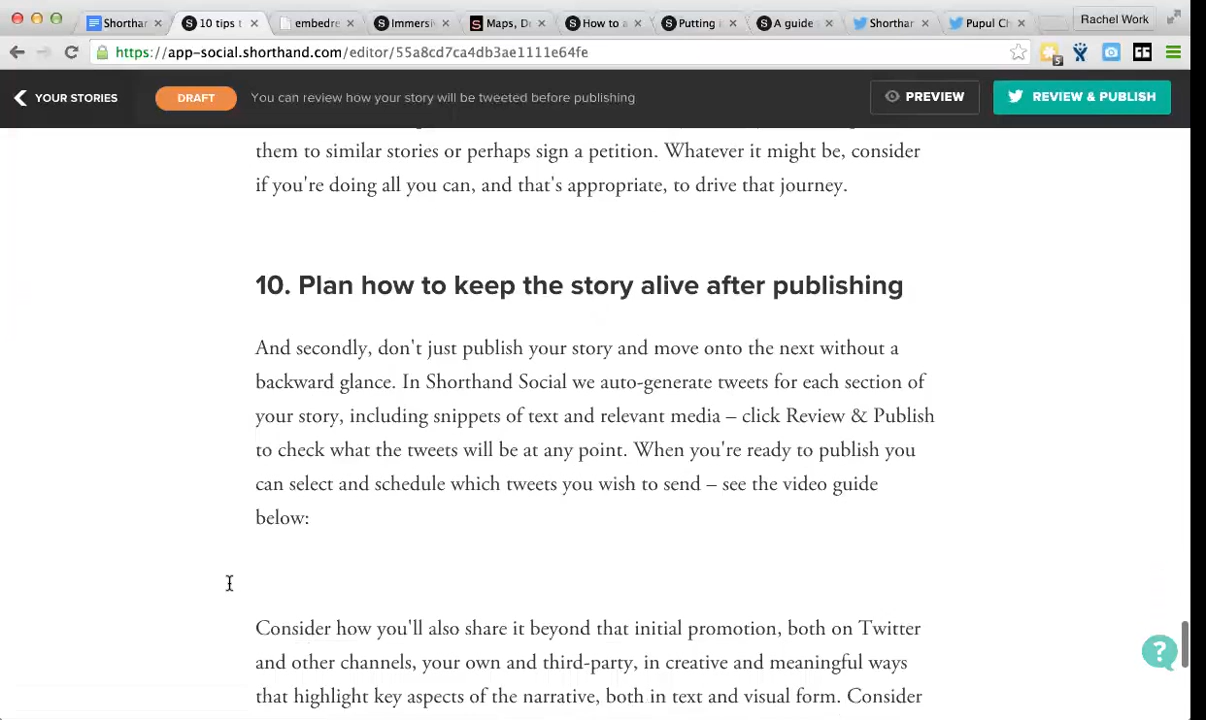 Shorthar
10 tips t
embedre
Immersi
Maps, D
How to a
Putting
A guide
Shortha
Pupul Ch
Rachel Work
https://app-social.shorthand.com/editor/55a8cd7ca4db3ae1111e64fe
5
YOUR STORIES
DRAFT
You can review how your story will be tweeted before publishing
PREVIEW
REVIEW & PUBLISH
them to similar stories or perhaps sign a petition. Whatever it might be, consider
if you're doing all you can, and that's appropriate, to drive that journey.
10. Plan how to keep the story alive after publishing
And secondly, don't just publish your story and move onto the next without a
backward glance. In Shorthand Social we auto-generate tweets for each section of
your story, including snippets of text and relevant media – click Review & Publish
to check what the tweets will be at any point. When you're ready to publish you
can select and schedule which tweets you wish to send – see the video guide
below:
Consider how you'll also share it beyond that initial promotion, both on Twitter
and other channels, your own and third-party, in creative and meaningful ways
that highlight key aspects of the narrative, both in text and visual form. Consider
?